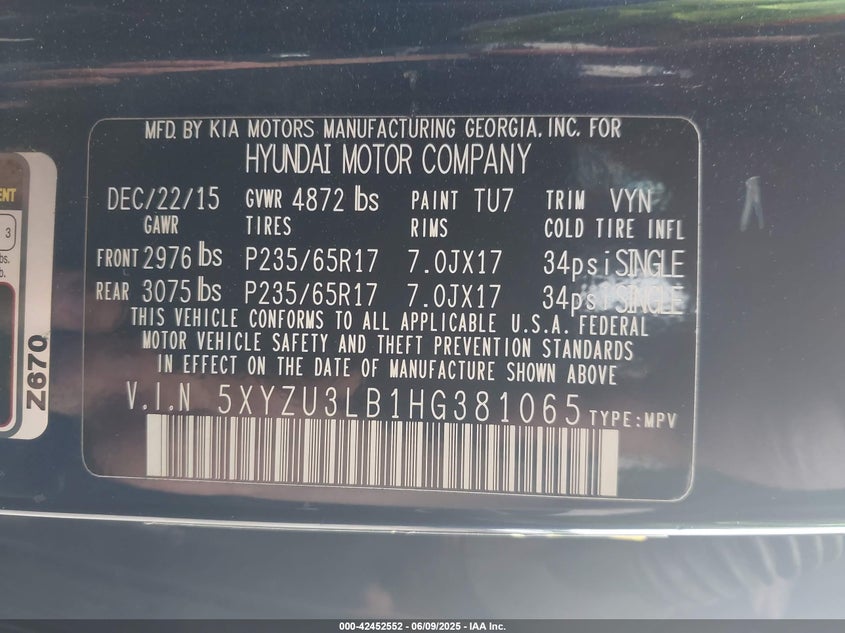 MFD. BY KIA MOTORS MANUFACTURING GEORGIA, INC. FOR
HYUNDAI MOTOR COMPANY
DEC/22/15 GVWR 4872 lbs PAINT TU7 TRIM VYN
GAWR TIRES RIMS COLD TIRE INFL
FRONT 2976 lbs P235/65R17 7.0JX17 34psi SINGLE
REAR 3075 lbs P235/65R17 7.0JX17 34psi SINGLE
THIS VEHICLE CONFORMS TO ALL APPLICABLE U.S.A. FEDERAL
MOTOR VEHICLE SAFETY AND THEFT PREVENTION STANDARDS
IN EFFECT ON THE DATE OF MANUFACTURE SHOWN ABOVE
V.I.N 5XYZU3LB1HG381065 TYPE:MPV
3
Z670
000-42452552 - 06/09/2025 - IAA Inc.